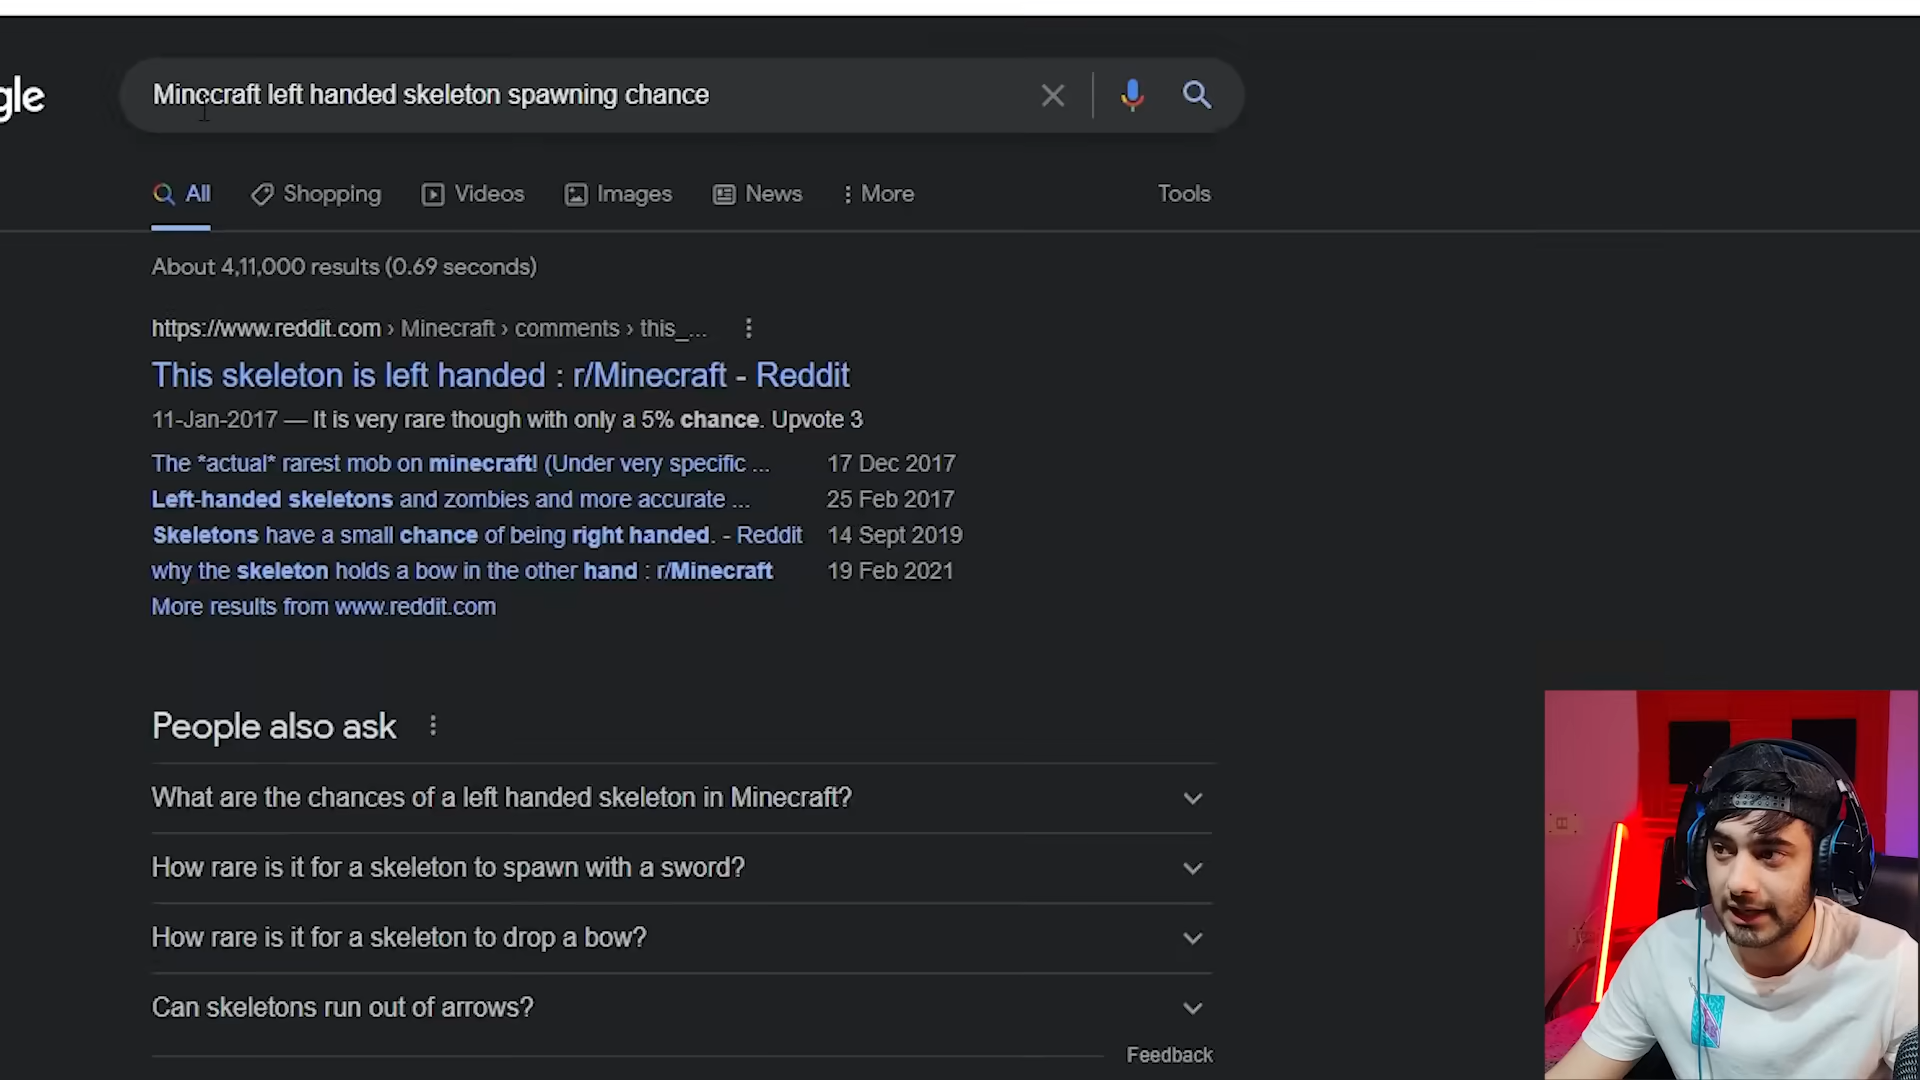 gle
Minecraft left handed skeleton spawning chance
All Shopping Videos Images News More Tools
About 4,11,000 results (0.69 seconds)
https://www.reddit.com › Minecraft › comments › this_...
This skeleton is left handed : r/Minecraft - Reddit
11-Jan-2017 — It is very rare though with only a 5% chance. Upvote 3
The *actual* rarest mob on minecraft! (Under very specific ... 17 Dec 2017
Left-handed skeletons and zombies and more accurate ... 25 Feb 2017
Skeletons have a small chance of being right handed. - Reddit 14 Sept 2019
why the skeleton holds a bow in the other hand : r/Minecraft 19 Feb 2021
More results from www.reddit.com
People also ask
What are the chances of a left handed skeleton in Minecraft?
How rare is it for a skeleton to spawn with a sword?
How rare is it for a skeleton to drop a bow?
Can skeletons run out of arrows?
Feedback